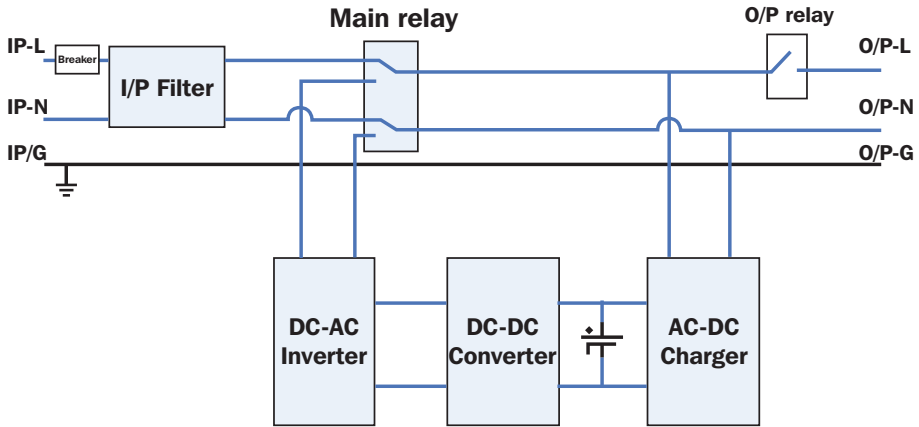 Main relay
O/P relay
IP-L
Breaker
I/P Filter
O/P-L
IP-N
O/P-N
IP/G
O/P-G
DC-AC
Inverter
DC-DC
Converter
AC-DC
Charger